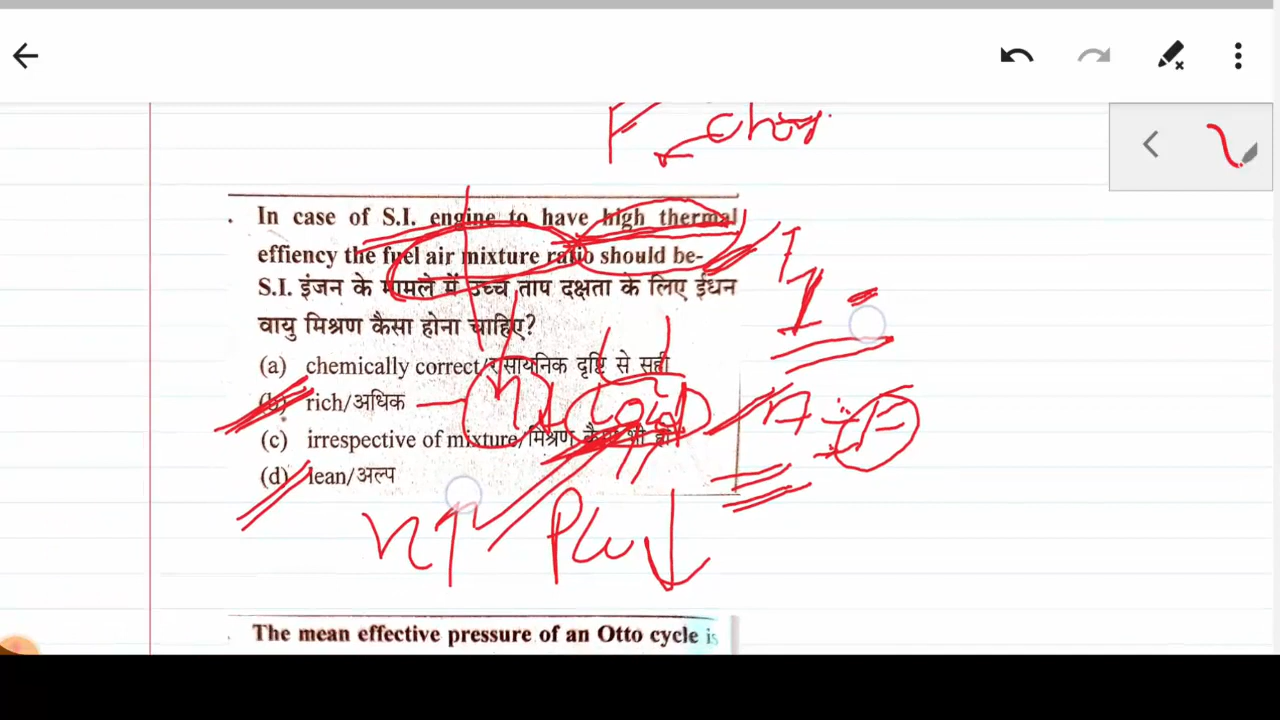 In case of S.I. engine to have high thermal
effiency the fuel air mixture ratio should be-
S.I. इंजन के मामले में उच्च ताप दक्षता के लिए ईंधन
वायु मिश्रण कैसा होना चाहिए?
(a) chemically correct/रासायनिक दृष्टि से सही
(b) rich/अधिक
(c) irrespective of mixture/मिश्रण कैसा भी हो
(d) lean/अल्प
The mean effective pressure of an Otto cycle is